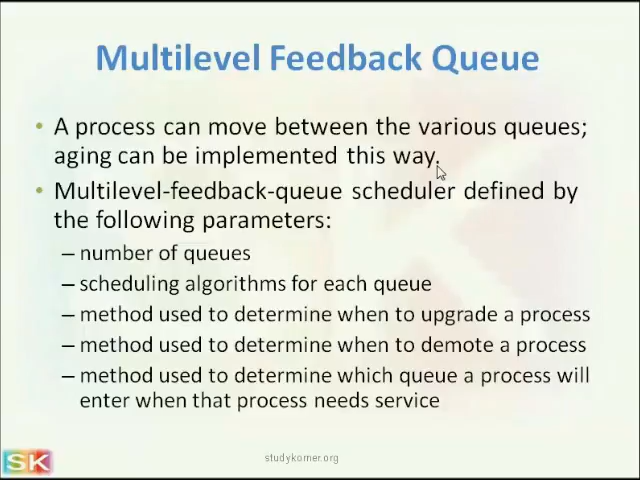 Multilevel Feedback Queue
• A process can move between the various queues;
aging can be implemented this way.
• Multilevel-feedback-queue scheduler defined by
the following parameters:
– number of queues
– scheduling algorithms for each queue
– method used to determine when to upgrade a process
– method used to determine when to demote a process
– method used to determine which queue a process will
enter when that process needs service
SK
studykorner.org